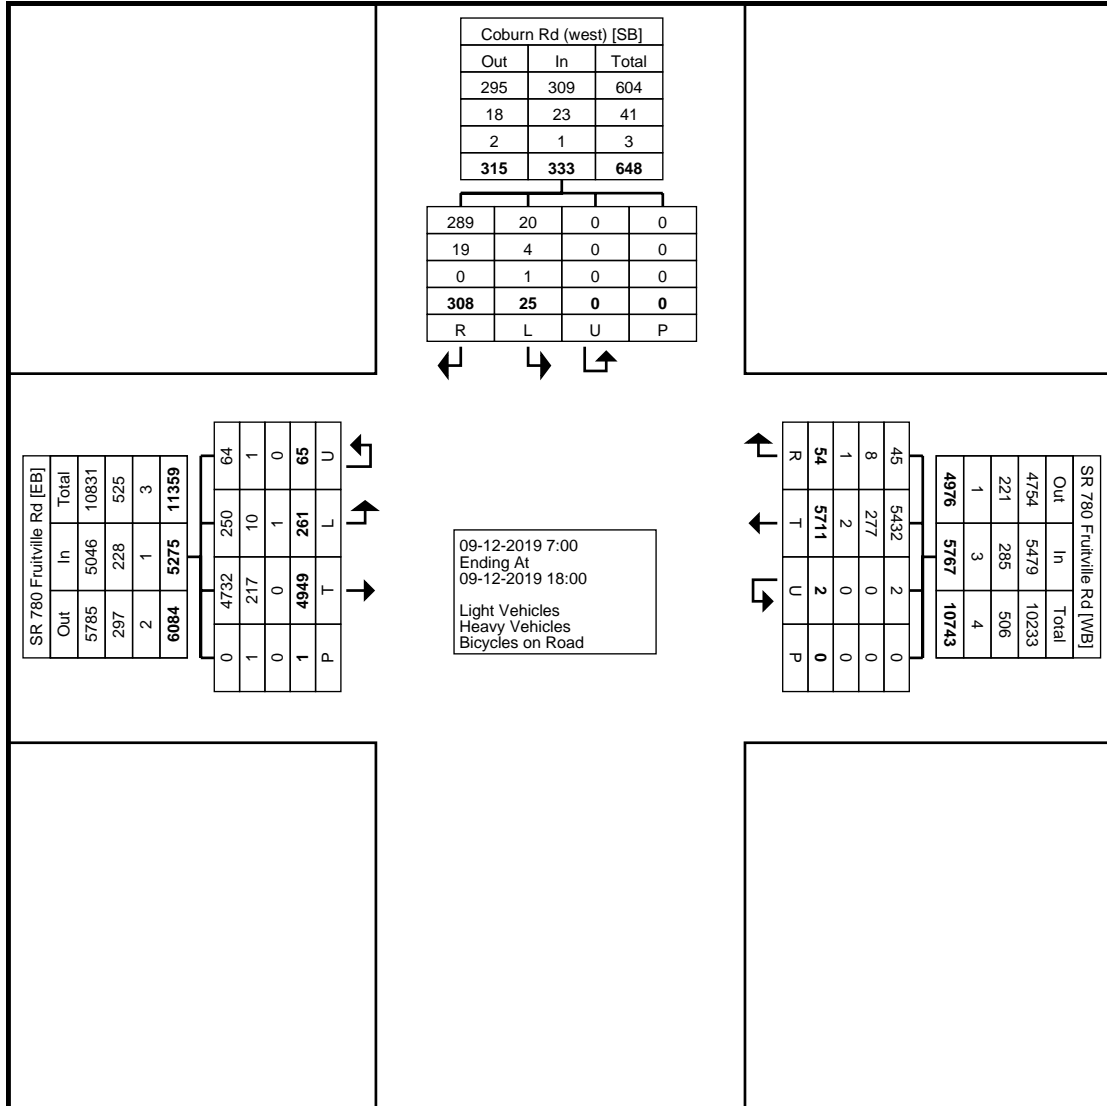 Coburn Rd (west) [SB]
Out In Total
295 309 604
18 23 41
2 1 3
315 333 648
289 20 0 0
19 4 0 0
0 1 0 0
308 25 0 0
R L U P
SR 780 Fruitville Rd [EB]
Out In Total
5785 5046 10831
297 228 525
2 1 3
6084 5275 11359
0 4732 250 64
1 217 10 1
0 0 1 0
1 4949 261 65
P T L U
09-12-2019 7:00
Ending At
09-12-2019 18:00
Light Vehicles
Heavy Vehicles
Bicycles on Road
SR 780 Fruitville Rd [WB]
Out In Total
4754 5479 10233
221 285 506
1 3 4
4976 5767 10743
45 5432 2 0
8 277 0 0
1 2 0 0
54 5711 2 0
R T U P